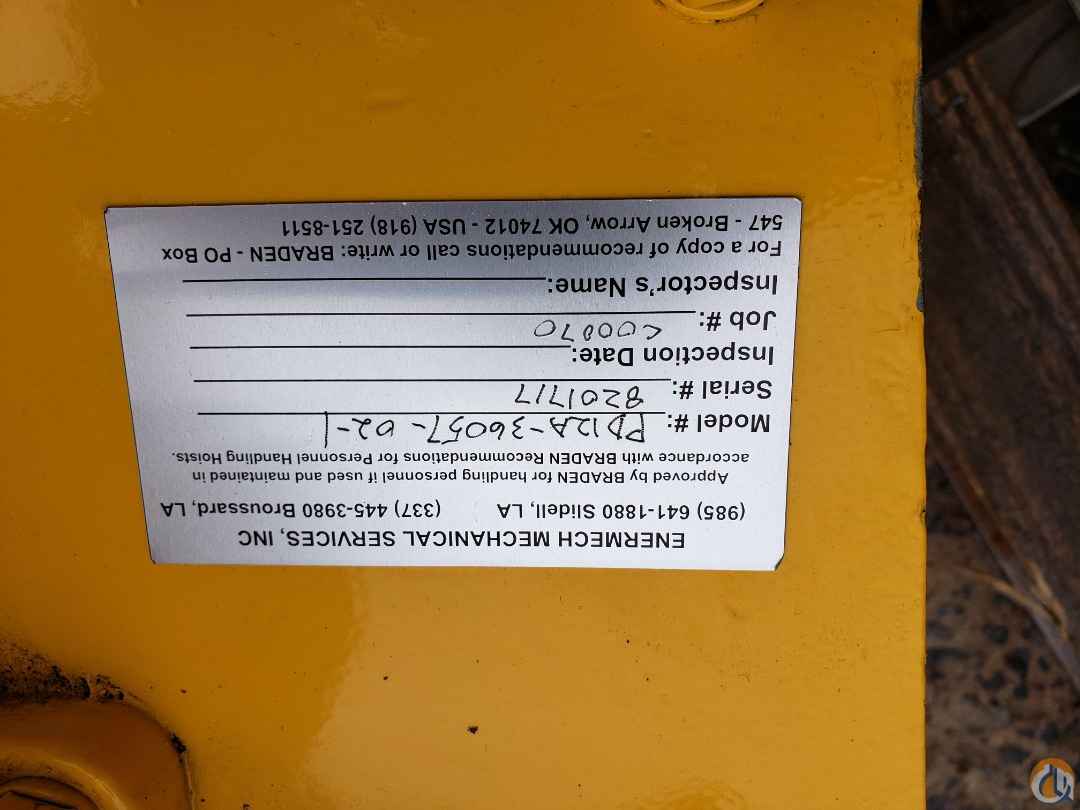 ENERMECH MECHANICAL SERVICES, INC
(985) 641-1880 Slidell, LA (337) 445-3980 Broussard, LA
Approved by BRADEN for handling personnel if used and maintained in
accordance with BRADEN Recommendations for Personnel Handling Hoists.
Model #: PD12A-36057-02-1
Serial #: 8201717
Inspection Date:
Job #: C00870
Inspector's Name:
For a copy of recommendations call or write: BRADEN - PO Box
547 - Broken Arrow, OK 74012 - USA (918) 251-8511